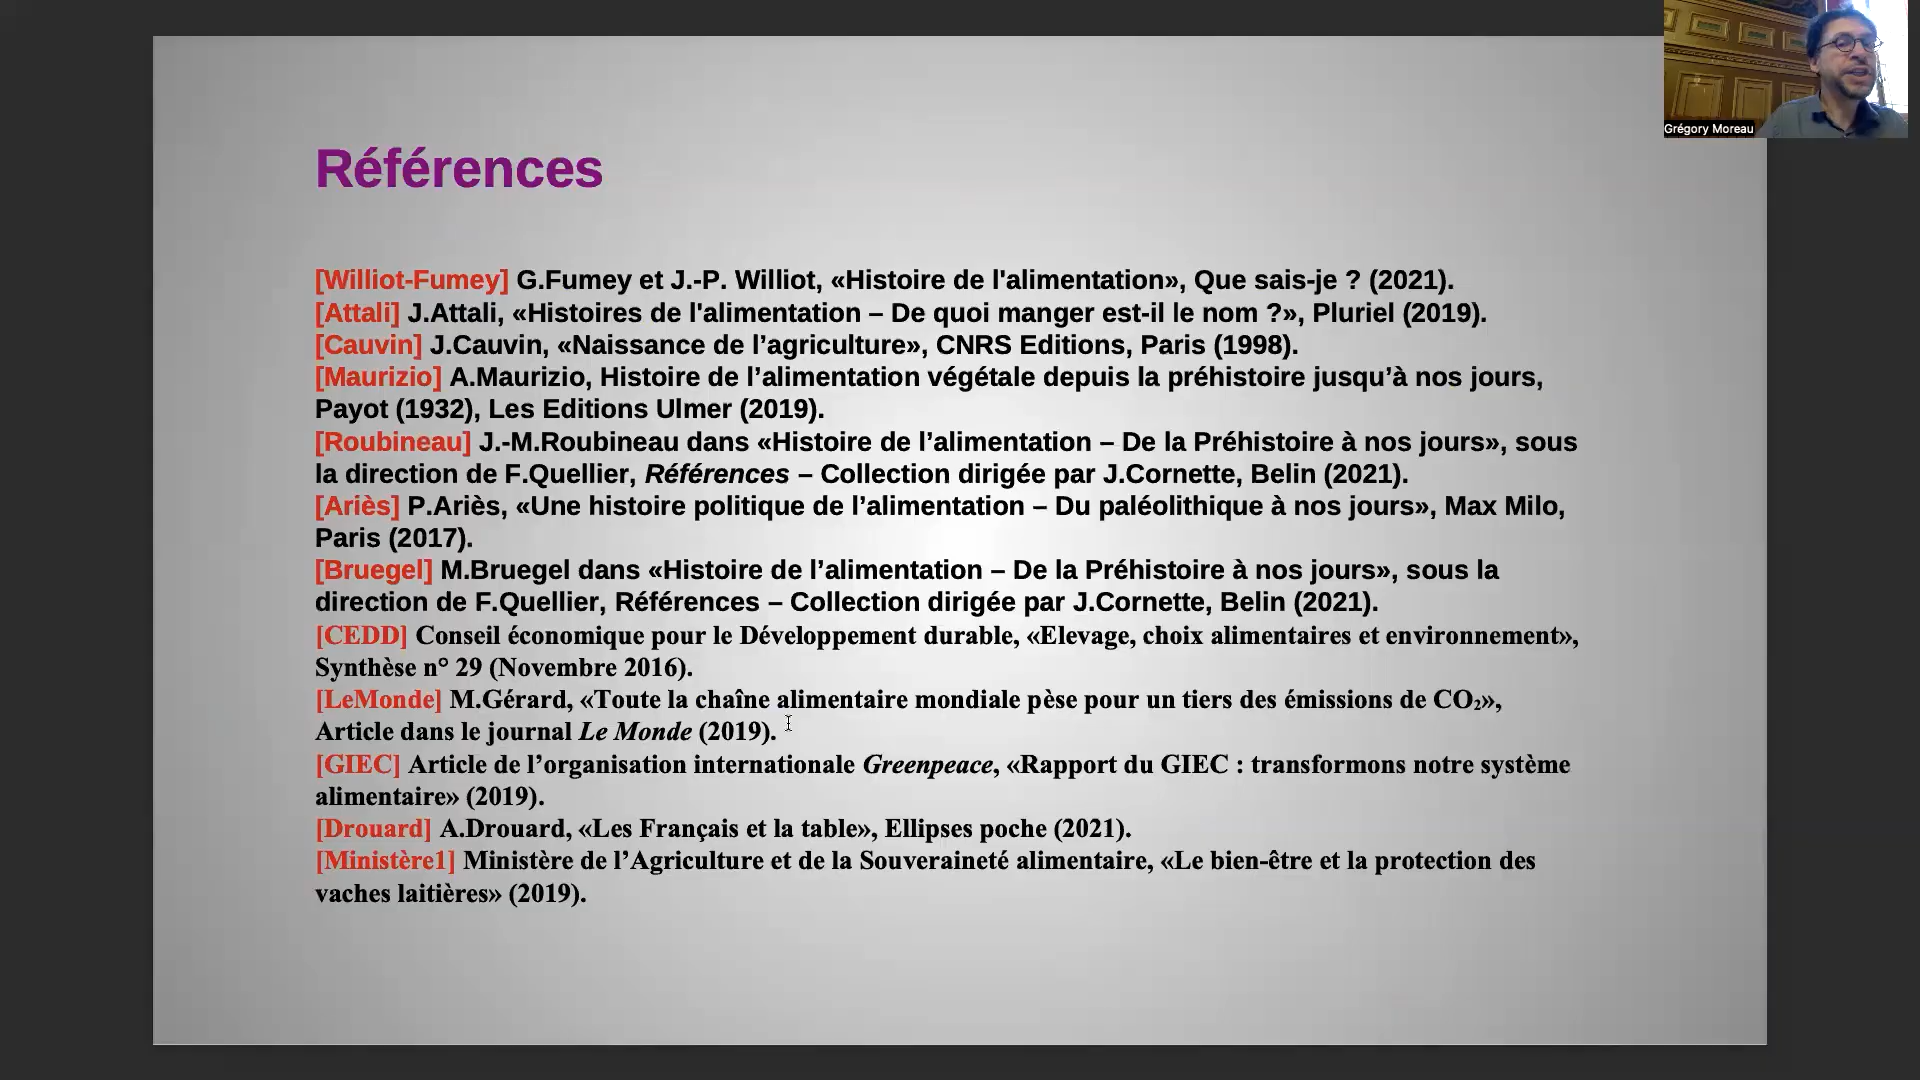 Grégory Moreau
Références
[Williot-Fumey] G.Fumey et J.-P. Williot, «Histoire de l'alimentation», Que sais-je ? (2021).
[Attali] J.Attali, «Histoires de l'alimentation – De quoi manger est-il le nom ?», Pluriel (2019).
[Cauvin] J.Cauvin, «Naissance de l’agriculture», CNRS Editions, Paris (1998).
[Maurizio] A.Maurizio, Histoire de l’alimentation végétale depuis la préhistoire jusqu’à nos jours,
Payot (1932), Les Editions Ulmer (2019).
[Roubineau] J.-M.Roubineau dans «Histoire de l’alimentation – De la Préhistoire à nos jours», sous
la direction de F.Quellier, Références – Collection dirigée par J.Cornette, Belin (2021).
[Ariès] P.Ariès, «Une histoire politique de l’alimentation – Du paléolithique à nos jours», Max Milo,
Paris (2017).
[Bruegel] M.Bruegel dans «Histoire de l’alimentation – De la Préhistoire à nos jours», sous la
direction de F.Quellier, Références – Collection dirigée par J.Cornette, Belin (2021).
[CEDD] Conseil économique pour le Développement durable, «Elevage, choix alimentaires et environnement»,
Synthèse n° 29 (Novembre 2016).
[LeMonde] M.Gérard, «Toute la chaîne alimentaire mondiale pèse pour un tiers des émissions de CO₂»,
Article dans le journal Le Monde (2019).
[GIEC] Article de l’organisation internationale Greenpeace, «Rapport du GIEC : transformons notre système
alimentaire» (2019).
[Drouard] A.Drouard, «Les Français et la table», Ellipses poche (2021).
[Ministère1] Ministère de l’Agriculture et de la Souveraineté alimentaire, «Le bien-être et la protection des
vaches laitières» (2019).